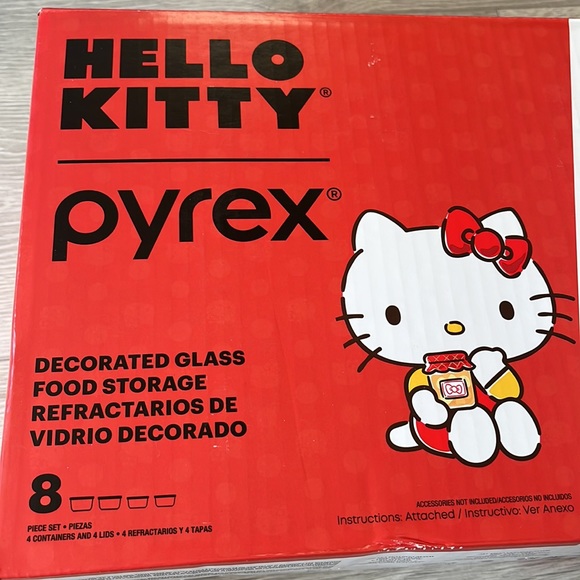 HELLO
KITTY®
pyrex®
DECORATED GLASS
FOOD STORAGE
REFRACTARIOS DE
VIDRIO DECORADO
8
PIECE SET • PIEZAS
4 CONTAINERS AND 4 LIDS • 4 REFRACTARIOS Y 4 TAPAS
ACCESSORIES NOT INCLUDED/ACCESORIOS NO INCLUIDOS
Instructions: Attached / Instructivo: Ver Anexo